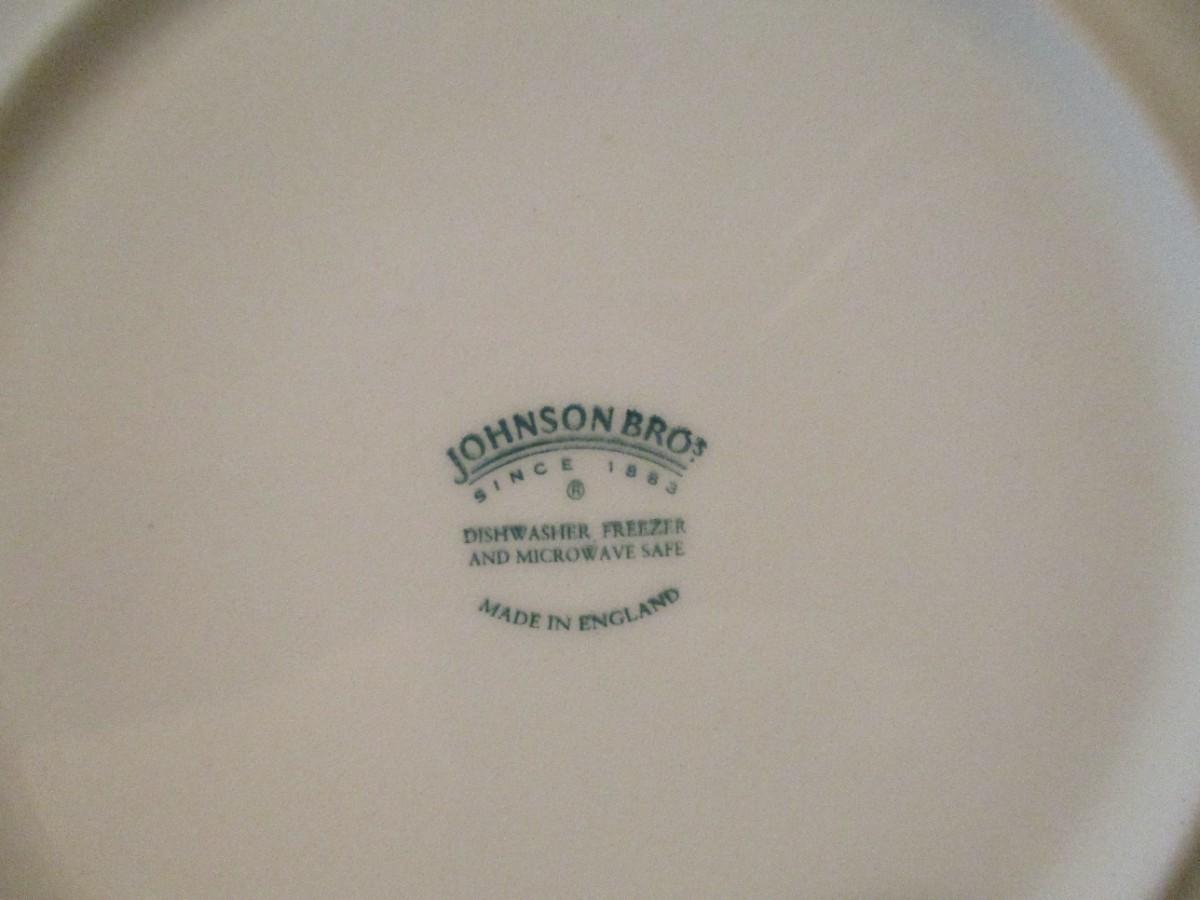 JOHNSON BROS.
SINCE 1883
®
DISHWASHER FREEZER
AND MICROWAVE SAFE
MADE IN ENGLAND